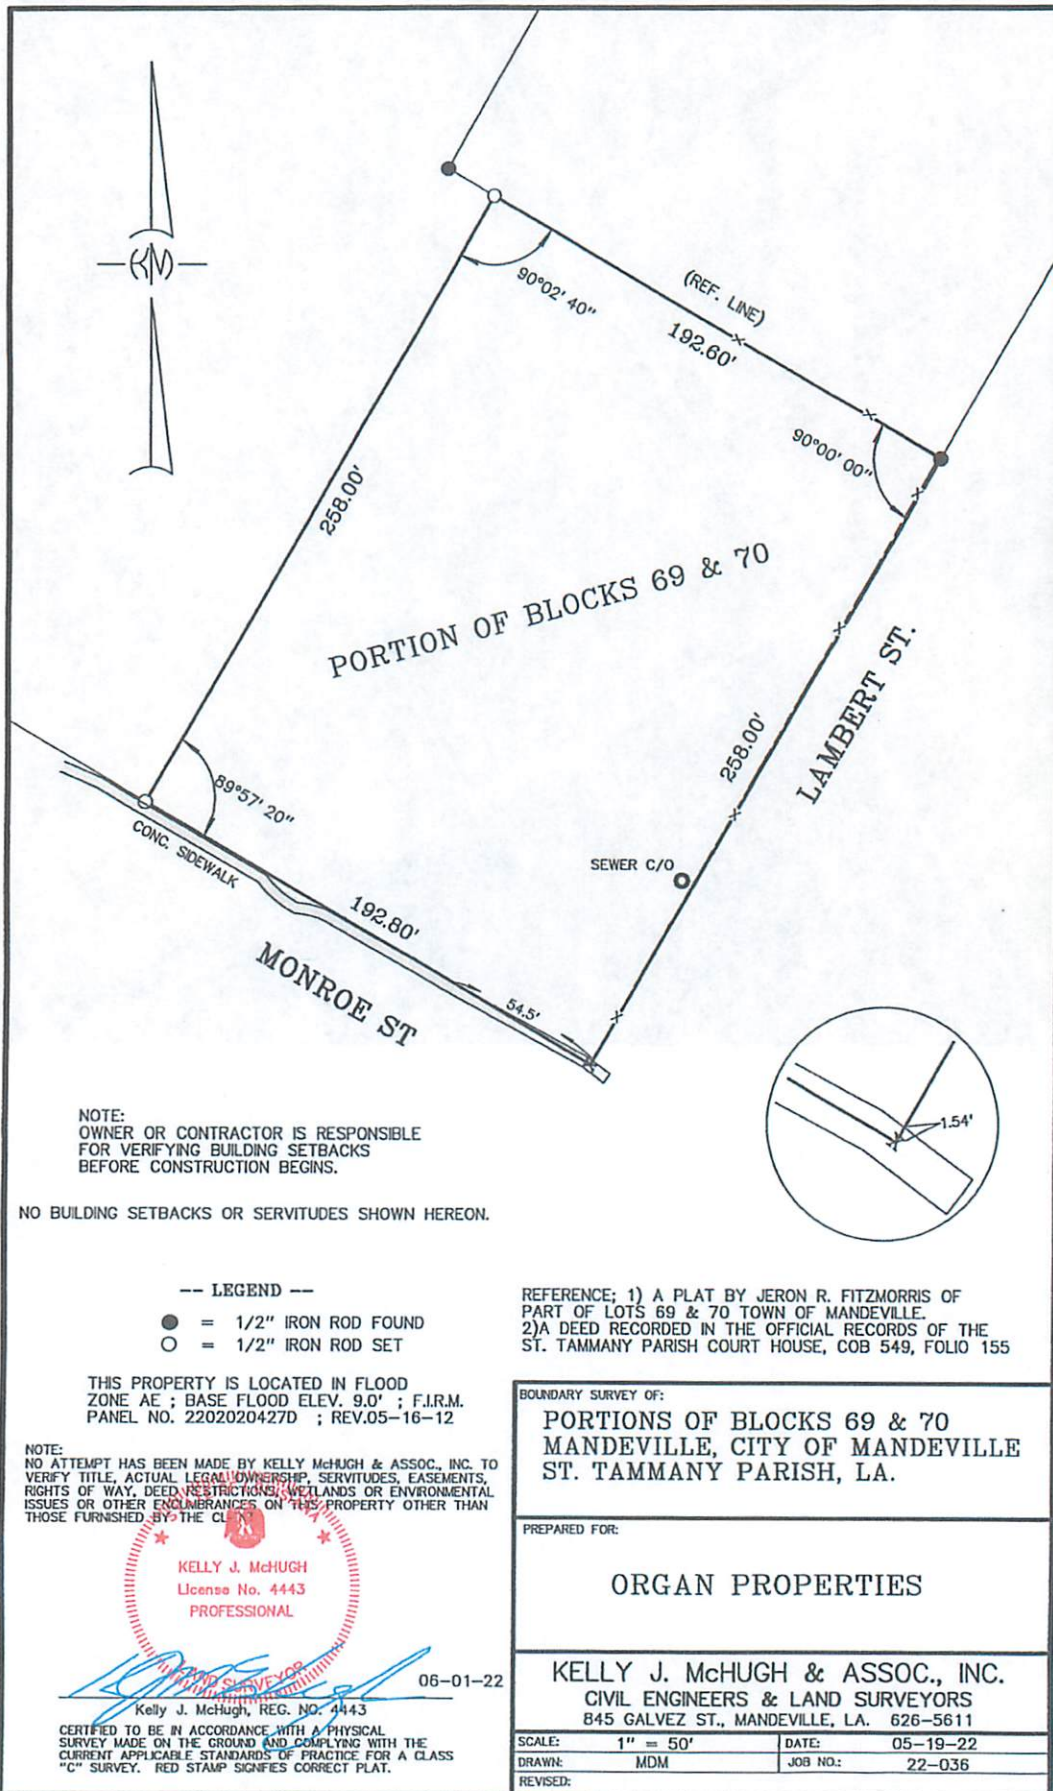 (KM)
90°02'40"
(REF. LINE)
192.60'
90°00'00"
258.00'
PORTION OF BLOCKS 69 & 70
LAMBERT ST.
258.00'
89°57'20"
CONC. SIDEWALK
SEWER C/O
192.80'
MONROE ST
54.5'
1.54'
NOTE:
OWNER OR CONTRACTOR IS RESPONSIBLE
FOR VERIFYING BUILDING SETBACKS
BEFORE CONSTRUCTION BEGINS.
NO BUILDING SETBACKS OR SERVITUDES SHOWN HEREON.
-- LEGEND --
= 1/2" IRON ROD FOUND
= 1/2" IRON ROD SET
REFERENCE; 1) A PLAT BY JERON R. FITZMORRIS OF
PART OF LOTS 69 & 70 TOWN OF MANDEVILLE.
2)A DEED RECORDED IN THE OFFICIAL RECORDS OF THE
ST. TAMMANY PARISH COURT HOUSE, COB 549, FOLIO 155
THIS PROPERTY IS LOCATED IN FLOOD
ZONE AE ; BASE FLOOD ELEV. 9.0' ; F.I.R.M.
PANEL NO. 2202020427D ; REV.05-16-12
NOTE:
NO ATTEMPT HAS BEEN MADE BY KELLY McHUGH & ASSOC., INC. TO
VERIFY TITLE, ACTUAL LEGAL OWNERSHIP, SERVITUDES, EASEMENTS,
RIGHTS OF WAY, DEED RESTRICTIONS, WETLANDS OR ENVIRONMENTAL
ISSUES OR OTHER ENCUMBRANCES ON THIS PROPERTY OTHER THAN
THOSE FURNISHED BY THE CLIENT.
STATE OF LOUISIANA
KELLY J. McHUGH
License No. 4443
PROFESSIONAL
LAND SURVEYOR
06-01-22
Kelly J. McHugh, REG. NO. 4443
CERTIFIED TO BE IN ACCORDANCE WITH A PHYSICAL
SURVEY MADE ON THE GROUND AND COMPLYING WITH THE
CURRENT APPLICABLE STANDARDS OF PRACTICE FOR A CLASS
"C" SURVEY. RED STAMP SIGNIFIES CORRECT PLAT.
BOUNDARY SURVEY OF:
PORTIONS OF BLOCKS 69 & 70
MANDEVILLE, CITY OF MANDEVILLE
ST. TAMMANY PARISH, LA.
PREPARED FOR:
ORGAN PROPERTIES
KELLY J. McHUGH & ASSOC., INC.
CIVIL ENGINEERS & LAND SURVEYORS
845 GALVEZ ST., MANDEVILLE, LA. 626-5611
SCALE: 1" = 50' DATE: 05-19-22
DRAWN: MDM JOB NO.: 22-036
REVISED: